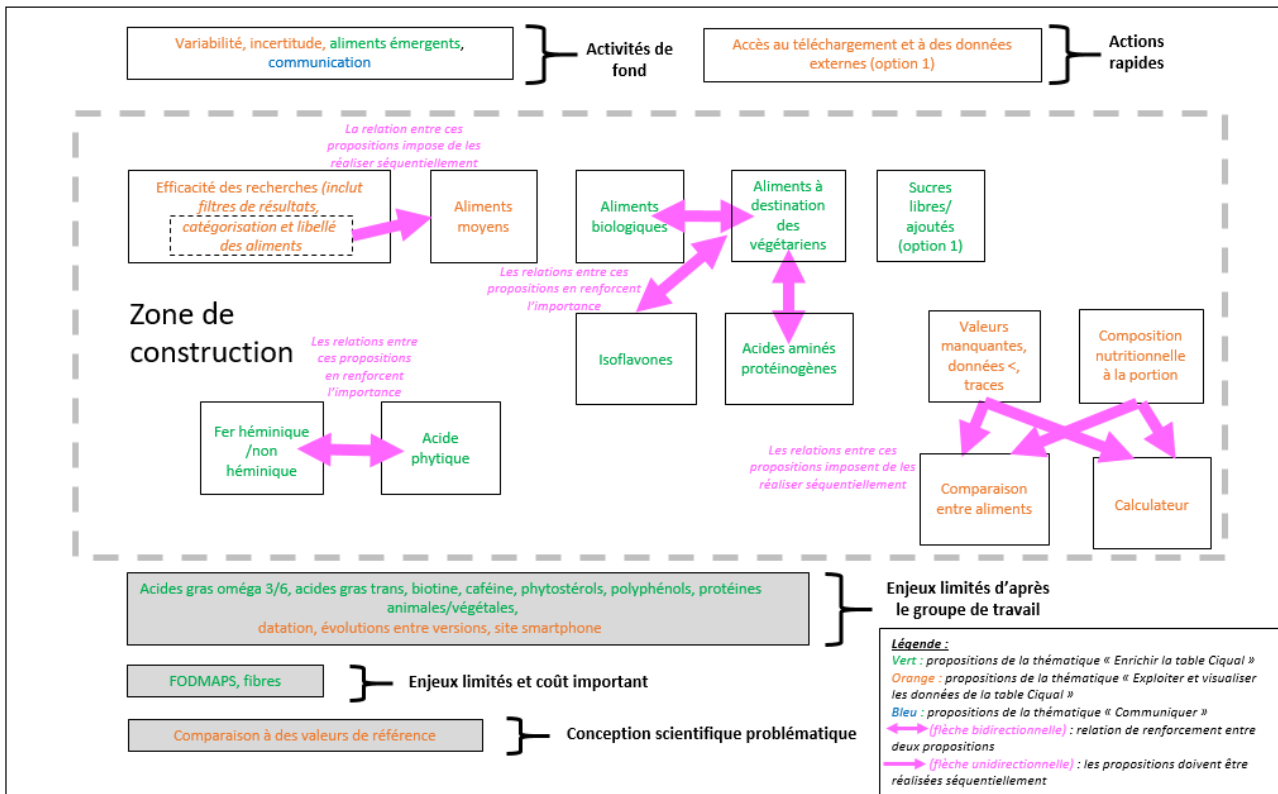 Variabilité, incertitude, aliments émergents,
communication
Activités de
fond
Accès au téléchargement et à des données
externes (option 1)
Actions
rapides
La relation entre ces
propositions impose de les
réaliser séquentiellement
Efficacité des recherches (inclut
filtres de résultats,
catégorisation et libellé
des aliments
Aliments
moyens
Aliments
biologiques
Aliments à
destination
des
végétariens
Sucres
libres/
ajoutés
(option 1)
Les relations entre ces
propositions en renforcent
l’importance
Zone de
construction
Isoflavones
Acides aminés
protéinogènes
Valeurs
manquantes,
données <,
traces
Composition
nutritionnelle
à la portion
Les relations entre
ces propositions
en renforcent
l’importance
Fer héminique
/non
héminique
Acide
phytique
Les relations entre ces
propositions imposent de les
réaliser séquentiellement
Comparaison
entre aliments
Calculateur
Acides gras oméga 3/6, acides gras trans, biotine, caféine, phytostérols, polyphénols, protéines
animales/végétales,
datation, évolutions entre versions, site smartphone
Enjeux limités d’après
le groupe de travail
FODMAPS, fibres
Enjeux limités et coût important
Comparaison à des valeurs de référence
Conception scientifique problématique
Légende :
Vert : propositions de la thématique « Enrichir la table Ciqual »
Orange : propositions de la thématique « Exploiter et visualiser
les données de la table Ciqual »
Bleu : propositions de la thématique « Communiquer »
(flèche bidirectionnelle) : relation de renforcement entre
deux propositions
(flèche unidirectionnelle) : les propositions doivent être
réalisées séquentiellement